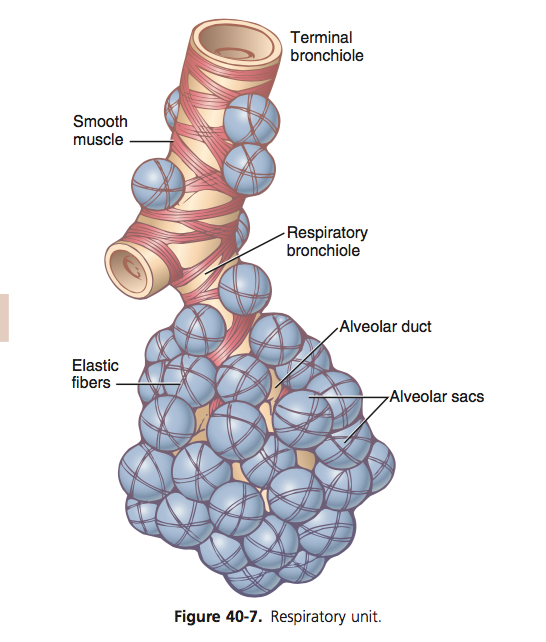 Terminal
bronchiole
Smooth
muscle
Respiratory
bronchiole
Alveolar duct
Elastic
fibers
Alveolar sacs
Figure 40-7. Respiratory unit.